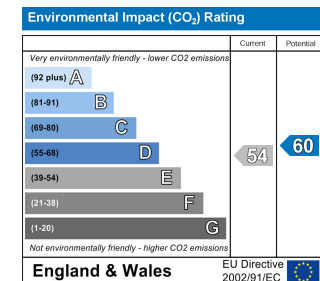 Environmental Impact (CO₂) Rating
Current Potential
Very environmentally friendly - lower CO2 emissions
(92 plus) A
(81-91) B
(69-80) C
(55-68) D
54 60
(39-54) E
(21-38) F
(1-20) G
Not environmentally friendly - higher CO2 emissions
England & Wales
EU Directive
2002/91/EC